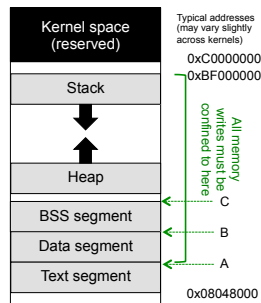 Kernel space
(reserved)
Typical addresses
(may vary slightly
across kernels)
0xC0000000
0xBF000000
Stack
All memory
writes must be
confined to here
Heap
C
BSS segment
B
Data segment
A
Text segment
0x08048000